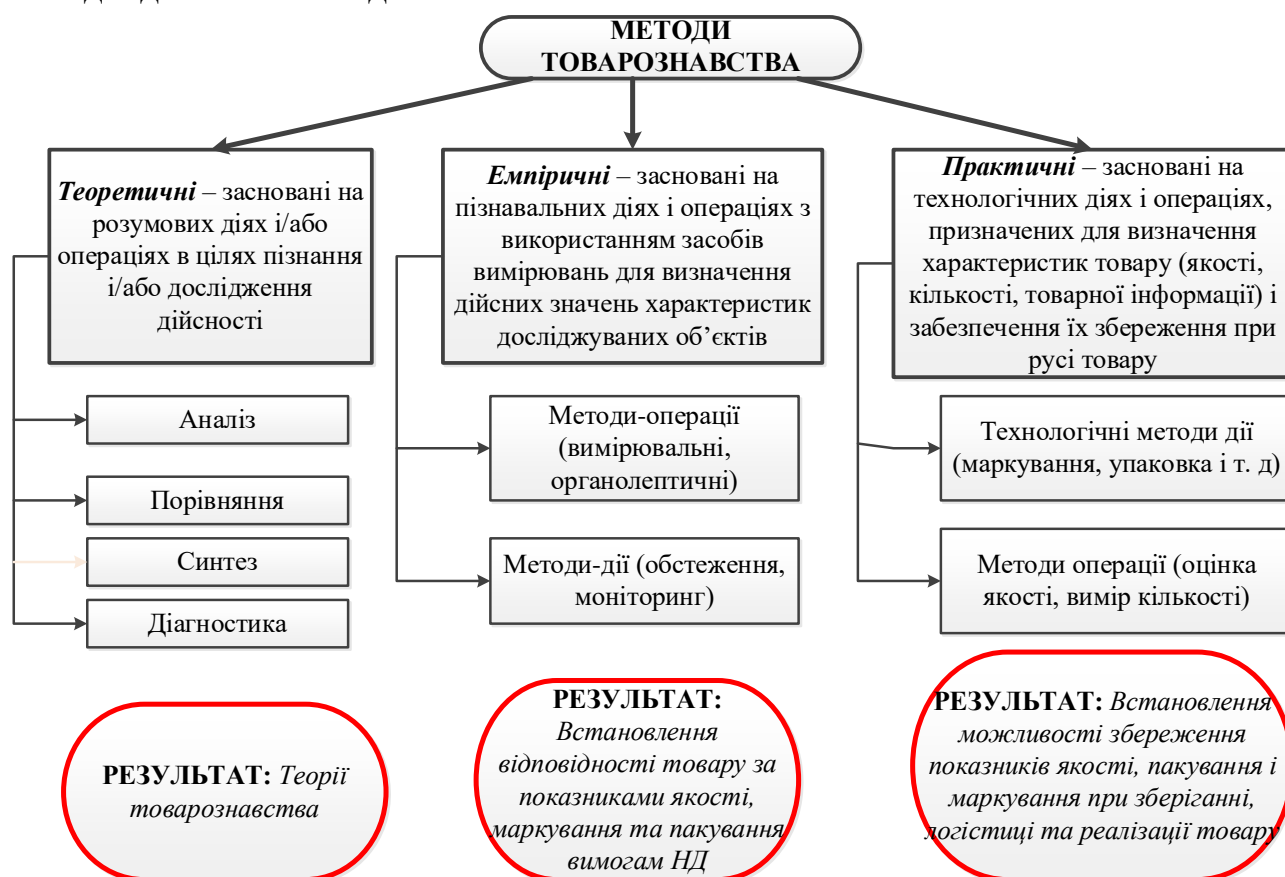 МЕТОДИ
ТОВАРОЗНАВСТВА
Теоретичні – засновані на
розумових діях і/або
операціях в цілях пізнання
і/або дослідження
дійсності
Аналіз
Порівняння
Синтез
Діагностика
РЕЗУЛЬТАТ: Теорії
товарознавства
Емпіричні – засновані на
пізнавальних діях і операціях з
використанням засобів
вимірювань для визначення
дійсних значень характеристик
досліджуваних об’єктів
Методи-операції
(вимірювальні,
органолептичні)
Методи-дії (обстеження,
моніторинг)
РЕЗУЛЬТАТ:
Встановлення
відповідності товару за
показниками якості,
маркування та пакування
вимогам НД
Практичні – засновані на
технологічних діях і операціях,
призначених для визначення
характеристик товару (якості,
кількості, товарної інформації) і
забезпечення їх збереження при
русі товару
Технологічні методи дії
(маркування, упаковка і т. д)
Методи операції (оцінка
якості, вимір кількості)
РЕЗУЛЬТАТ: Встановлення
можливості збереження
показників якості, пакування і
маркування при зберіганні,
логістиці та реалізації товару